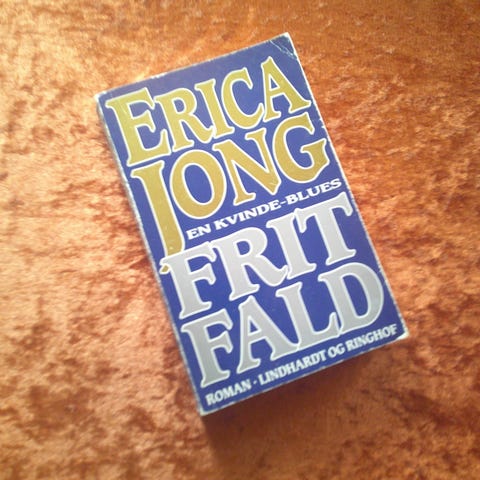 ERICA
JONG
EN KVINDE-BLUES
FRIT
FALD
ROMAN · LINDHARDT OG RINGHOF